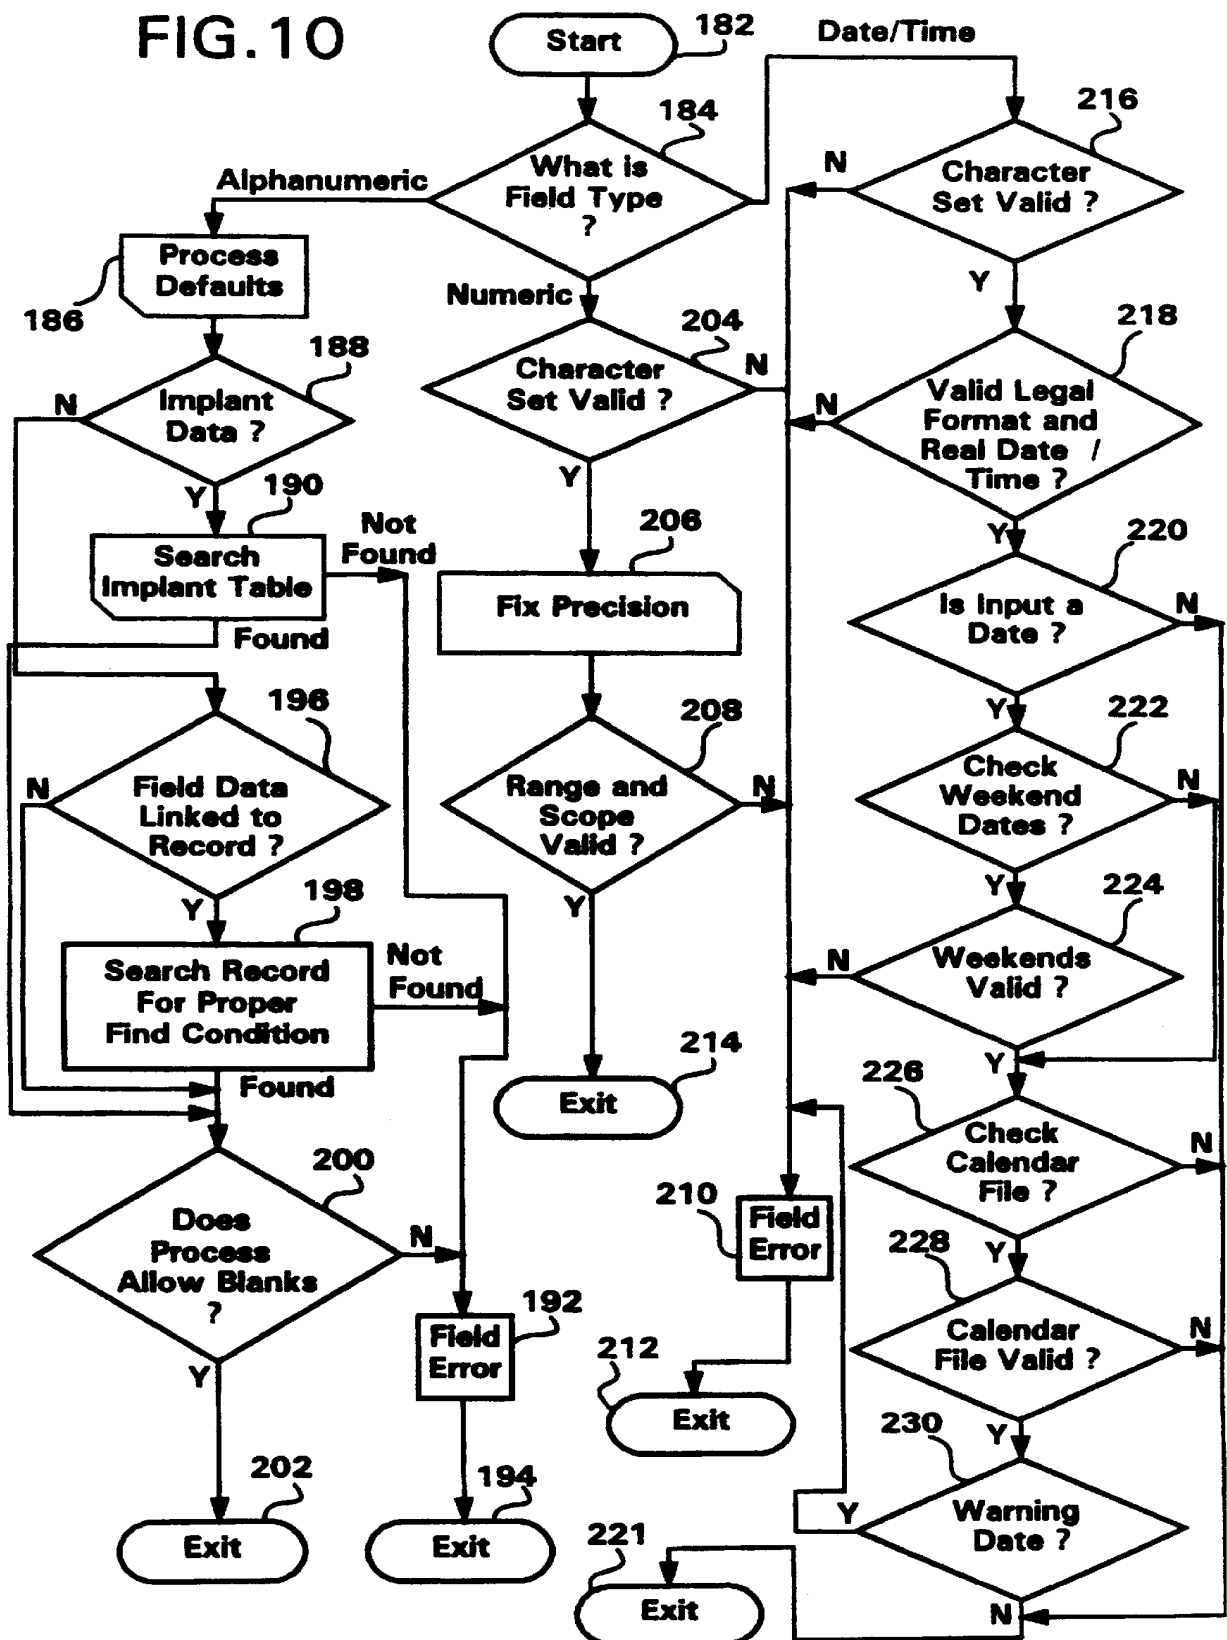 FIG.10
Start
182
Date/Time
184
216
What is
Field Type
?
Alphanumeric
N
Character
Set Valid ?
Process
Defaults
186
Numeric
Y
204
218
188
Character
Set Valid ?
N
N
Valid Legal
Format and
Real Date /
Time ?
N
Implant
Data ?
Y
190
Y
Not
Found
206
Y
220
Search
Implant Table
Fix Precision
Is Input a
Date ?
N
Found
196
208
Y
222
N
Field Data
Linked to
Record ?
Range and
Scope
Valid ?
N
Check
Weekend
Dates ?
N
Y
198
Y
Y
224
Search Record
For Proper
Find Condition
Not
Found
N
Weekends
Valid ?
214
Y
Found
Exit
226
Check
Calendar
File ?
N
200
210
Field
Error
Does
Process
Allow Blanks
?
N
228
Y
192
Field
Error
212
Calendar
File Valid ?
N
Y
Exit
230
Y
202
194
Y
Warning
Date ?
Exit
Exit
221
Exit
N